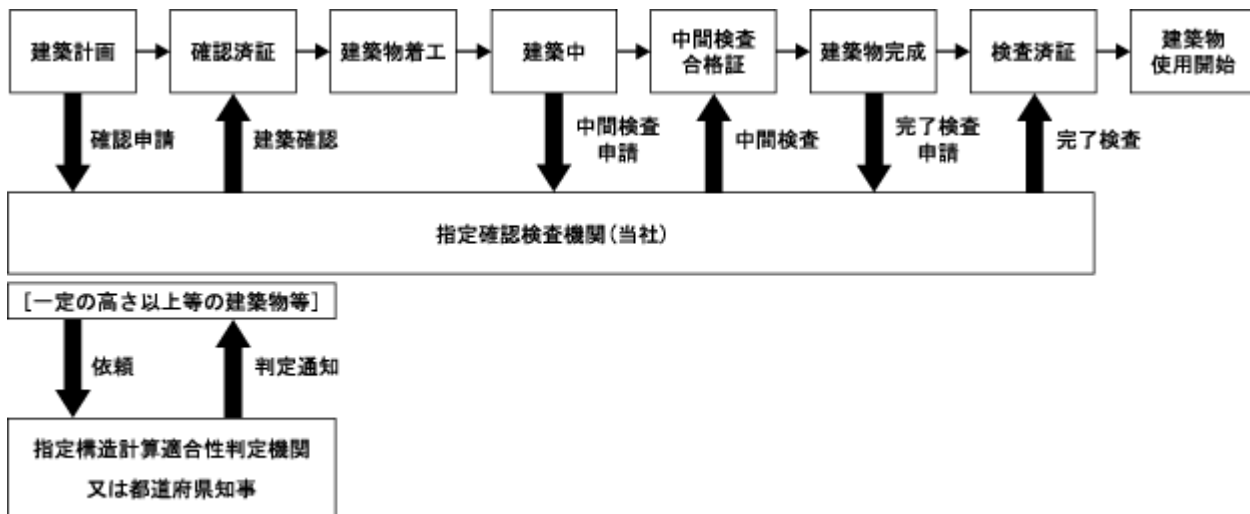 建築計画
確認済証
建築物着工
建築中
中間検査
合格証
建築物完成
検査済証
建築物
使用開始
確認申請
建築確認
中間検査
申請
中間検査
完了検査
申請
完了検査
指定確認検査機関(当社)
[一定の高さ以上等の建築物等]
依頼
判定通知
指定構造計算適合性判定機関
又は都道府県知事